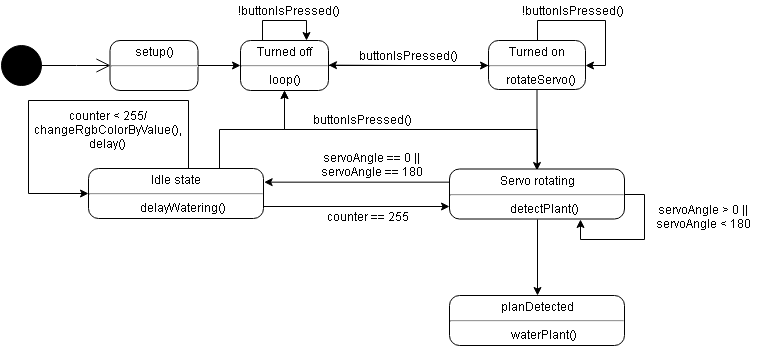 !buttonIsPressed()
!buttonIsPressed()
setup()
Turned off
loop()
buttonIsPressed()
Turned on
rotateServo()
counter < 255/
changeRgbColorByValue(),
delay()
buttonIsPressed()
servoAngle == 0 ||
servoAngle == 180
Idle state
delayWatering()
counter == 255
Servo rotating
detectPlant()
servoAngle > 0 ||
servoAngle < 180
planDetected
waterPlant()